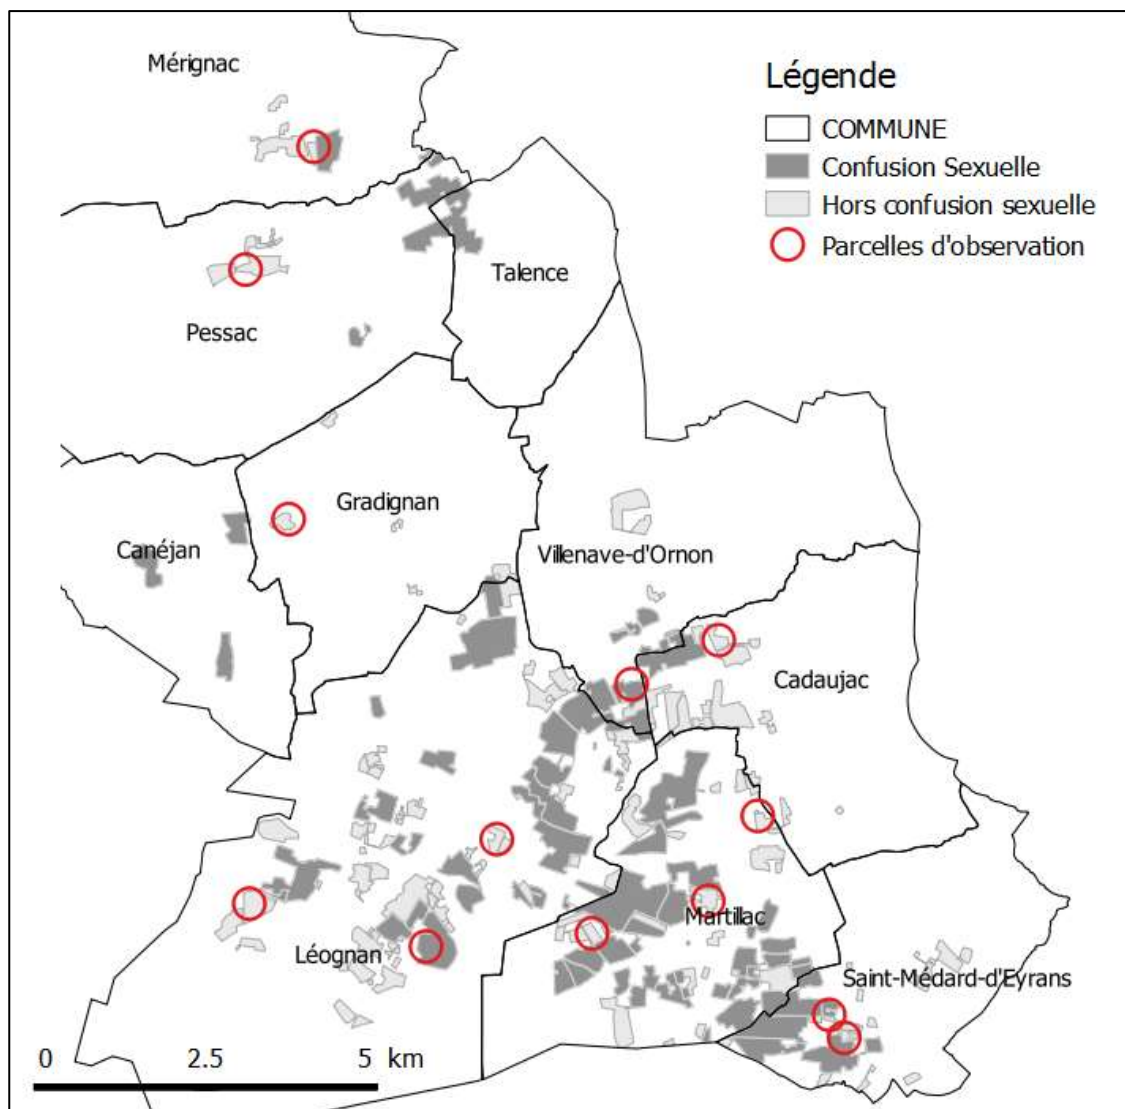 Mérignac
Légende
COMMUNE
Confusion Sexuelle
Hors confusion sexuelle
Parcelles d'observation
Talence
Pessac
Gradignan
Canéjan
Villenave-d'Ornon
Cadaujac
Martillac
Léognan
Saint-Médard-d'Eyrans
0 2.5 5 km